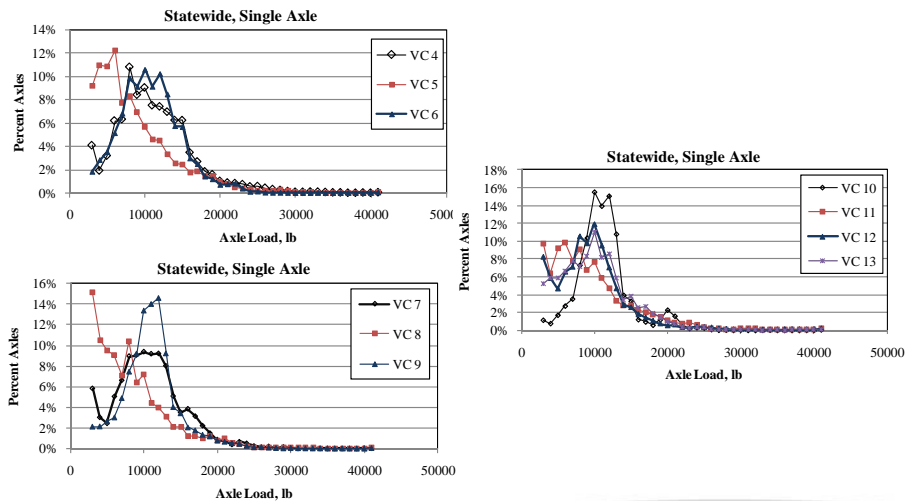 Statewide, Single Axle
14%
12%
10%
8%
6%
4%
2%
0%
Percent Axles
0
10000
20000
30000
40000
5000
Axle Load, lb
VC 4
VC 5
VC 6
Statewide, Single Axle
16%
14%
12%
10%
8%
6%
4%
2%
0%
Percent Axles
0
10000
20000
30000
40000
50000
Axle Load, lb
VC 7
VC 8
VC 9
Statewide, Single Axle
18%
16%
14%
12%
10%
8%
6%
4%
2%
0%
Percent Axles
0
10000
20000
30000
40000
50000
Axle Load, lb
VC 10
VC 11
VC 12
VC 13